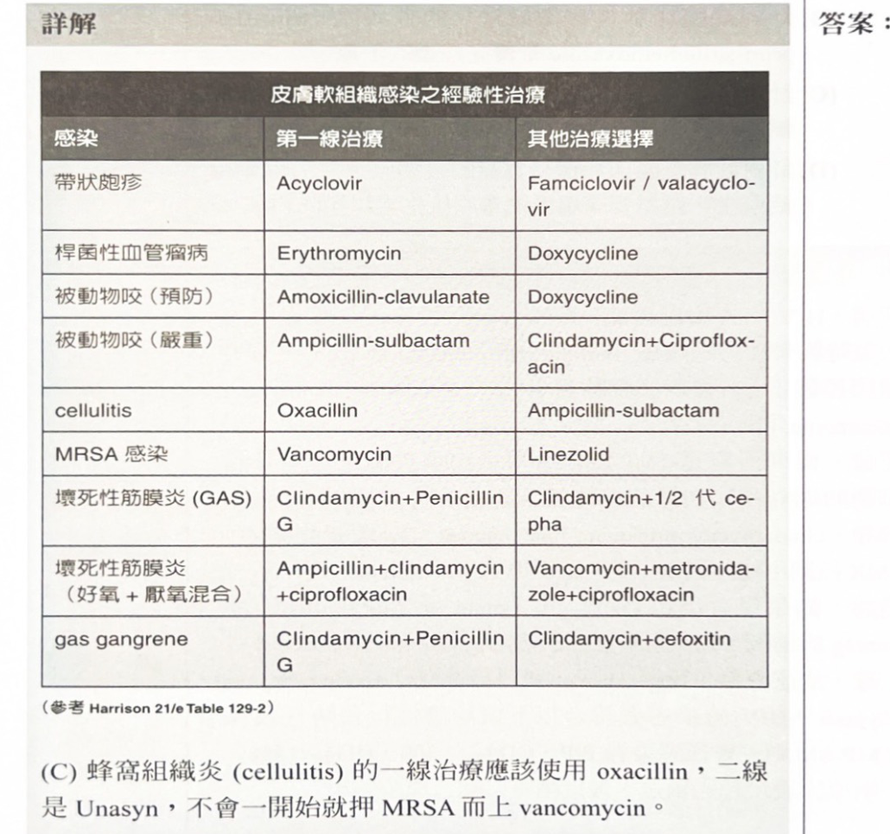 詳解
答案：
皮膚軟組織感染之經驗性治療
感染 第一線治療 其他治療選擇
帶狀皰疹 Acyclovir Famciclovir / valacyclo-
vir
桿菌性血管瘤病 Erythromycin Doxycycline
被動物咬（預防） Amoxicillin-clavulanate Doxycycline
被動物咬（嚴重） Ampicillin-sulbactam Clindamycin+Ciproflox-
acin
cellulitis Oxacillin Ampicillin-sulbactam
MRSA 感染 Vancomycin Linezolid
壞死性筋膜炎 (GAS) Clindamycin+Penicillin Clindamycin+1/2 代 ce-
G pha
壞死性筋膜炎 Ampicillin+clindamycin Vancomycin+metronida-
（好氧 + 厭氧混合） +ciprofloxacin zole+ciprofloxacin
gas gangrene Clindamycin+Penicillin Clindamycin+cefoxitin
G
（參考 Harrison 21/e Table 129-2）
(C) 蜂窩組織炎 (cellulitis) 的一線治療應該使用 oxacillin，二線
是 Unasyn，不會一開始就押 MRSA 而上 vancomycin。